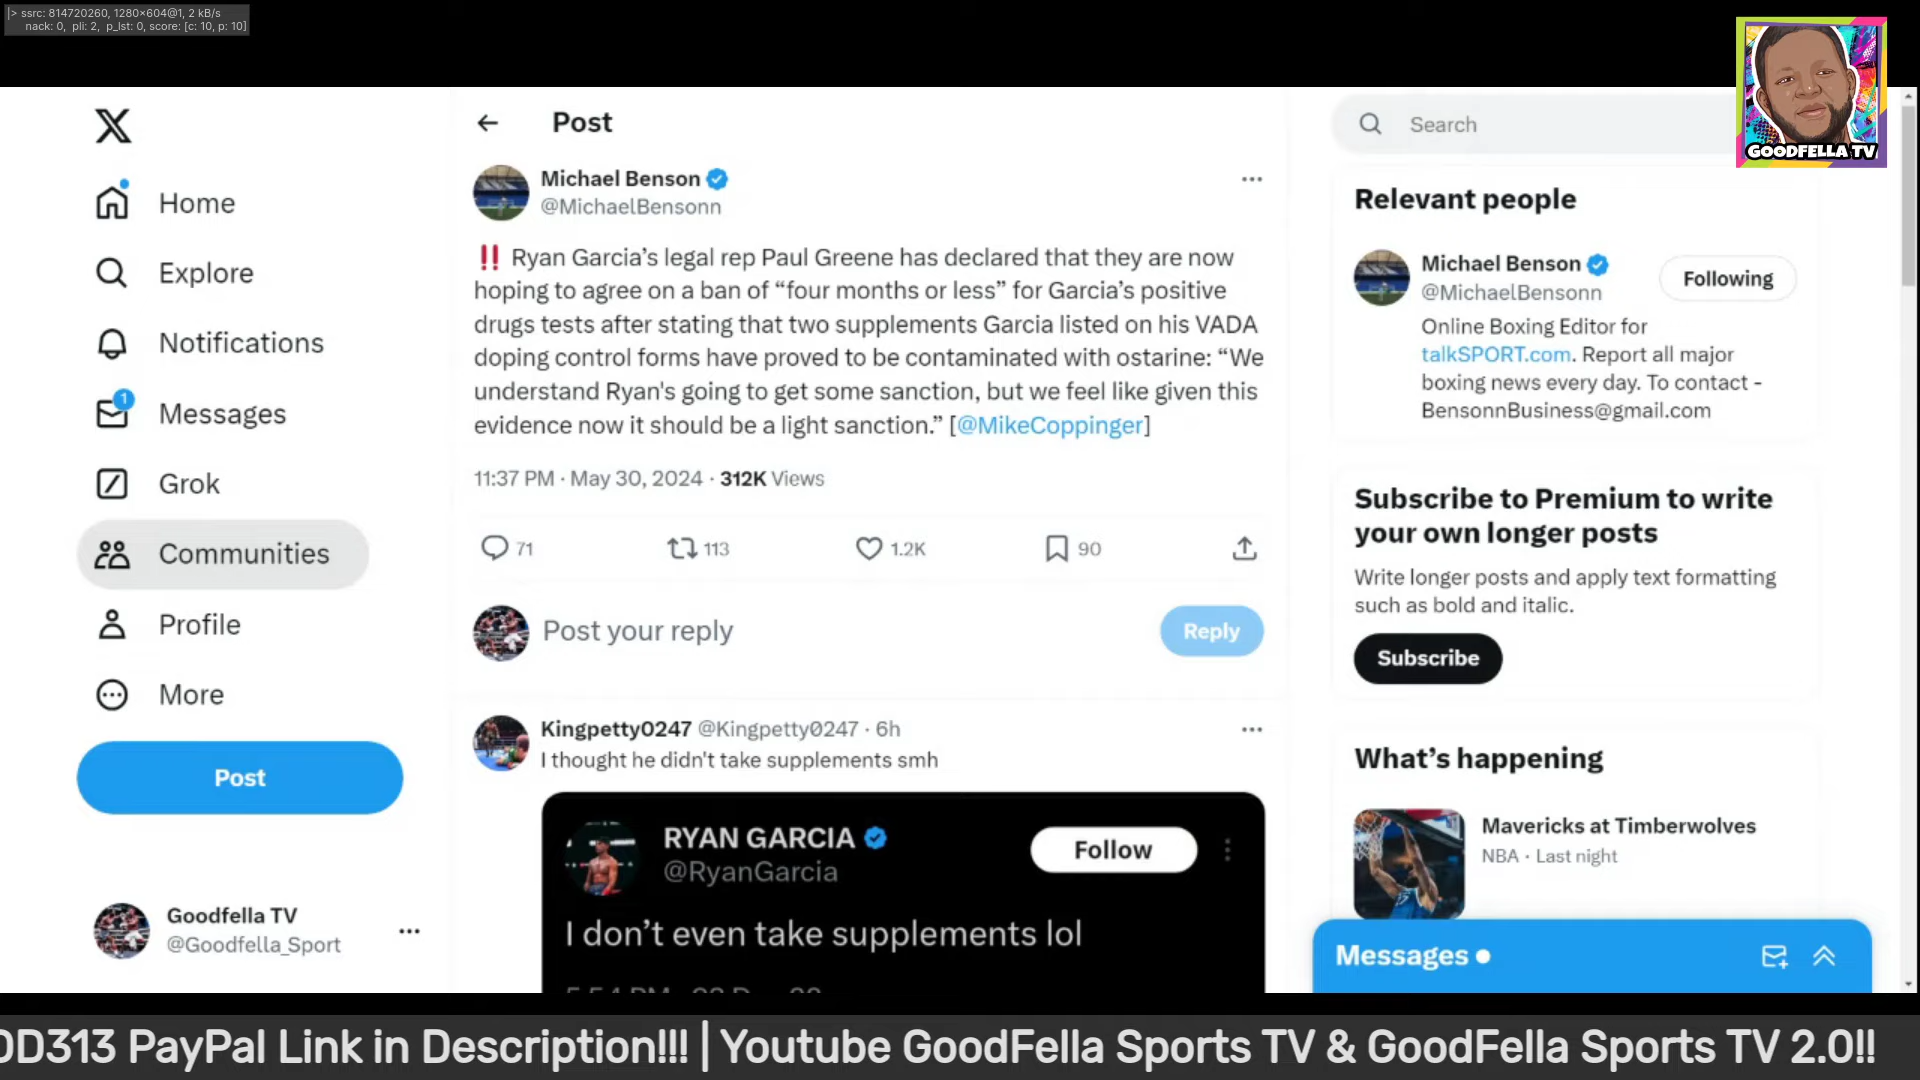 |> ssrc: 814720260, 1280×604@1, 2 kB/s
nack: 0, pli: 2, p_lst: 0, score: [c: 10, p: 10]
GOODFELLA TV
Home
Explore
Notifications
1
Messages
Grok
Communities
Profile
More
Post
Goodfella TV
@Goodfella_Sport
Post
Michael Benson
@MichaelBensonn
‼️ Ryan Garcia’s legal rep Paul Greene has declared that they are now
hoping to agree on a ban of “four months or less” for Garcia’s positive
drugs tests after stating that two supplements Garcia listed on his VADA
doping control forms have proved to be contaminated with ostarine: “We
understand Ryan's going to get some sanction, but we feel like given this
evidence now it should be a light sanction.” [@MikeCoppinger]
11:37 PM · May 30, 2024 · 312K Views
71 113 1.2K 90
Post your reply
Reply
Kingpetty0247 @Kingpetty0247 · 6h
I thought he didn't take supplements smh
RYAN GARCIA
@RyanGarcia
Follow
I don’t even take supplements lol
Search
Relevant people
Michael Benson
@MichaelBensonn
Following
Online Boxing Editor for
talkSPORT.com. Report all major
boxing news every day. To contact -
BensonnBusiness@gmail.com
Subscribe to Premium to write
your own longer posts
Write longer posts and apply text formatting
such as bold and italic.
Subscribe
What’s happening
Mavericks at Timberwolves
NBA · Last night
Messages
OD313 PayPal Link in Description!!! | Youtube GoodFella Sports TV & GoodFella Sports TV 2.0!!